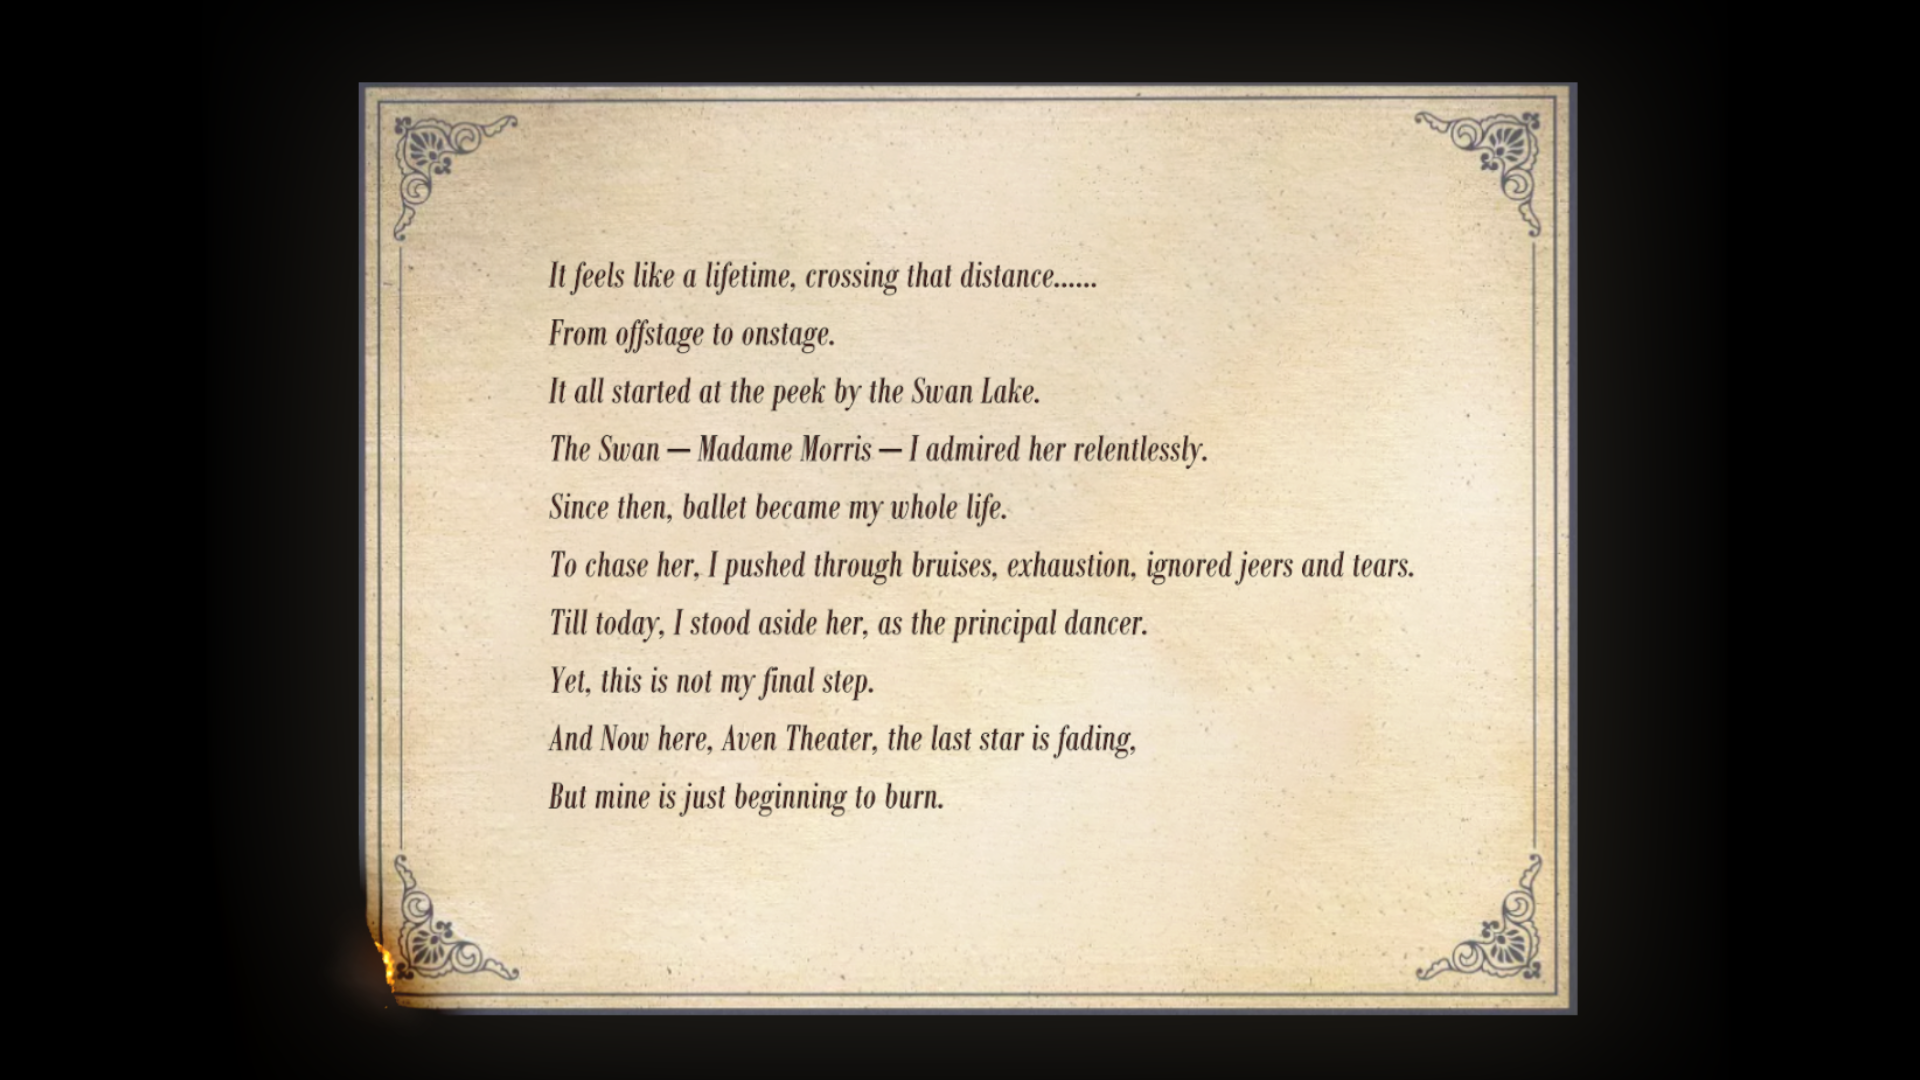 It feels like a lifetime, crossing that distance......
From offstage to onstage.
It all started at the peek by the Swan Lake.
The Swan — Madame Morris — I admired her relentlessly.
Since then, ballet became my whole life.
To chase her, I pushed through bruises, exhaustion, ignored jeers and tears.
Till today, I stood aside her, as the principal dancer.
Yet, this is not my final step.
And Now here, Aven Theater, the last star is fading,
But mine is just beginning to burn.